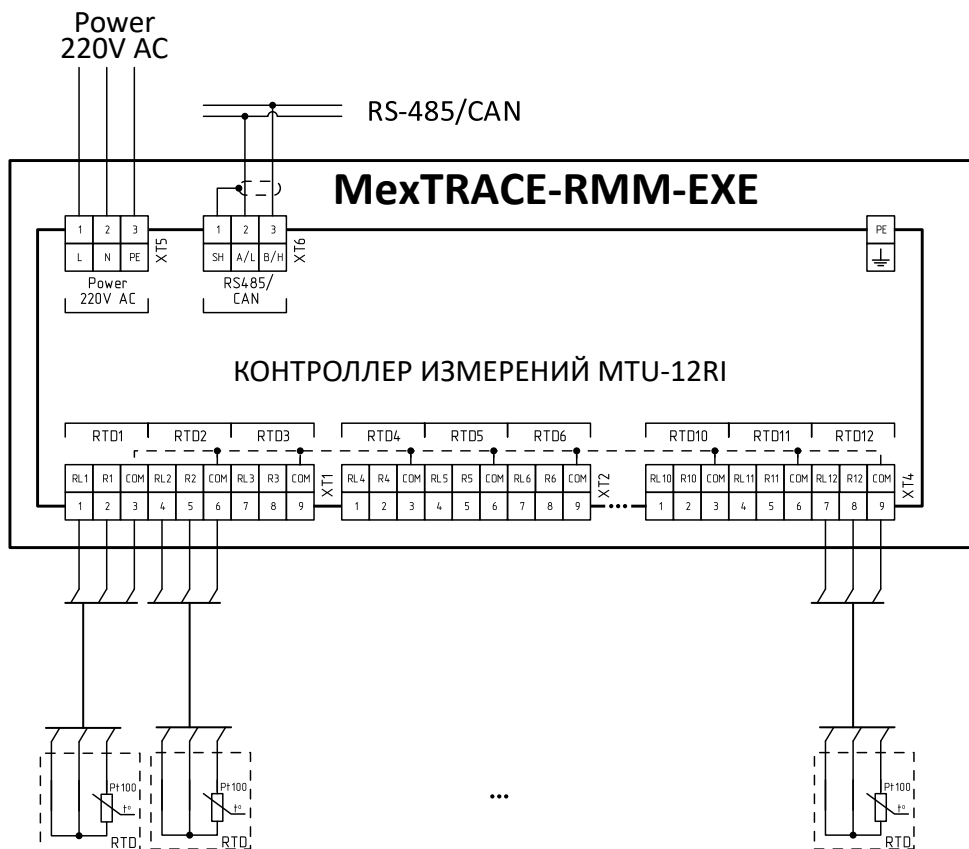 Power
220V AC
RS-485/CAN
MexTRACE-RMM-EXE
1 2 3
L N PE
XT5
Power
220V AC
1 2 3
SH A/L B/H
XT6
RS485/
CAN
PE
КОНТРОЛЛЕР ИЗМЕРЕНИЙ MTU-12RI
RTD1 RTD2 RTD3
RL1 R1 COM RL2 R2 COM RL3 R3 COM
1 2 3 4 5 6 7 8 9
XT1
RTD4 RTD5 RTD6
RL4 R4 COM RL5 R5 COM RL6 R6 COM
1 2 3 4 5 6 7 8 9
XT2
...
RTD10 RTD11 RTD12
RL10 R10 COM RL11 R11 COM RL12 R12 COM
1 2 3 4 5 6 7 8 9
XT4
Pt100
t°
RTD
Pt100
t°
RTD
...
Pt100
t°
RTD